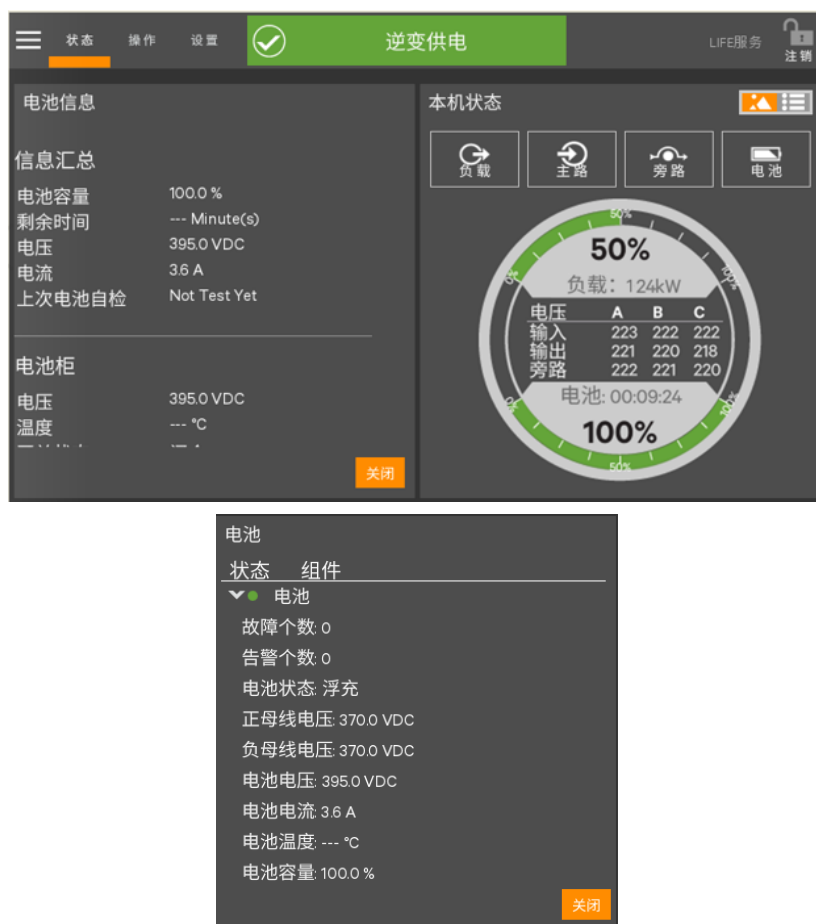 状态 操作 设置 逆变供电 LIFE服务 注销
电池信息
信息汇总
电池容量 100.0 %
剩余时间 --- Minute(s)
电压 395.0 VDC
电流 3.6 A
上次电池自检 Not Test Yet
电池柜
电压 395.0 VDC
温度 --- °C
关闭
本机状态
负载 主路 旁路 电池
50%
0% 100%
50%
负载: 124kW
电压 A B C
输入 223 222 222
输出 221 220 218
旁路 222 221 220
电池: 00:09:24
0% 100%
100%
50%
电池
状态 组件
电池
故障个数: 0
告警个数: 0
电池状态: 浮充
正母线电压: 370.0 VDC
负母线电压: 370.0 VDC
电池电压: 395.0 VDC
电池电流: 3.6 A
电池温度: --- °C
电池容量: 100.0 %
关闭